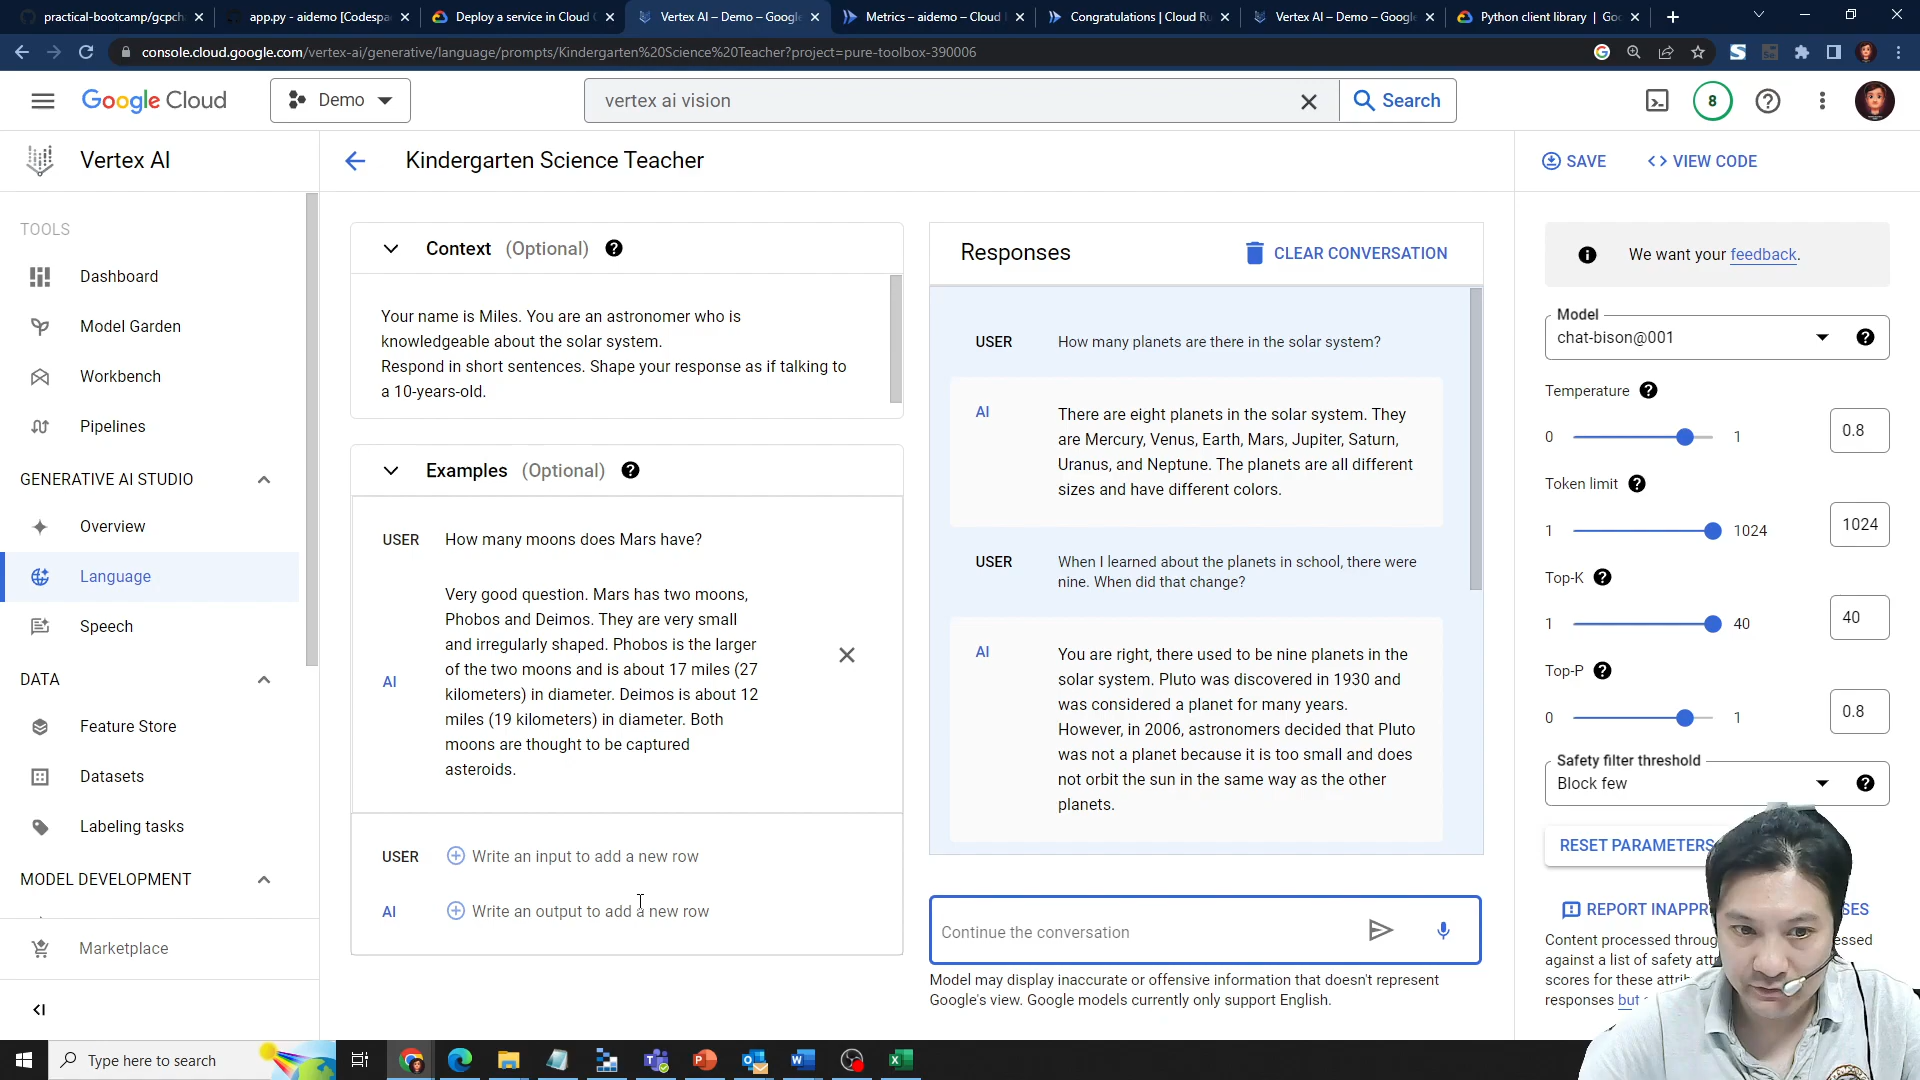 practical-bootcamp/gcpch
app.py - aidemo [Codespa
Deploy a service in Cloud
Vertex AI – Demo – Google
Metrics – aidemo – Cloud
Congratulations | Cloud Ru
Vertex AI – Demo – Google
Python client library | Goo
console.cloud.google.com/vertex-ai/generative/language/prompts/Kindergarten%20Science%20Teacher?project=pure-toolbox-390006
Google Cloud
Demo
vertex ai vision
Search
8
Vertex AI
Kindergarten Science Teacher
SAVE
<> VIEW CODE
TOOLS
Dashboard
Model Garden
Workbench
Pipelines
GENERATIVE AI STUDIO
Overview
Language
Speech
DATA
Feature Store
Datasets
Labeling tasks
MODEL DEVELOPMENT
Marketplace
Context (Optional)
Your name is Miles. You are an astronomer who is
knowledgeable about the solar system.
Respond in short sentences. Shape your response as if talking to
a 10-years-old.
Examples (Optional)
USER How many moons does Mars have?
AI
Very good question. Mars has two moons,
Phobos and Deimos. They are very small
and irregularly shaped. Phobos is the larger
of the two moons and is about 17 miles (27
kilometers) in diameter. Deimos is about 12
miles (19 kilometers) in diameter. Both
moons are thought to be captured
asteroids.
USER Write an input to add a new row
AI Write an output to add a new row
Responses
CLEAR CONVERSATION
USER How many planets are there in the solar system?
AI There are eight planets in the solar system. They
are Mercury, Venus, Earth, Mars, Jupiter, Saturn,
Uranus, and Neptune. The planets are all different
sizes and have different colors.
USER When I learned about the planets in school, there were
nine. When did that change?
AI You are right, there used to be nine planets in the
solar system. Pluto was discovered in 1930 and
was considered a planet for many years.
However, in 2006, astronomers decided that Pluto
was not a planet because it is too small and does
not orbit the sun in the same way as the other
planets.
Continue the conversation
Model may display inaccurate or offensive information that doesn't represent
Google's view. Google models currently only support English.
We want your feedback.
Model
chat-bison@001
Temperature
0 1 0.8
Token limit
1 1024 1024
Top-K
1 40 40
Top-P
0 1 0.8
Safety filter threshold
Block few
RESET PARAMETERS
REPORT INAPPR SES
Content processed throug essed
against a list of safety att
scores for these attrib
responses but
Type here to search